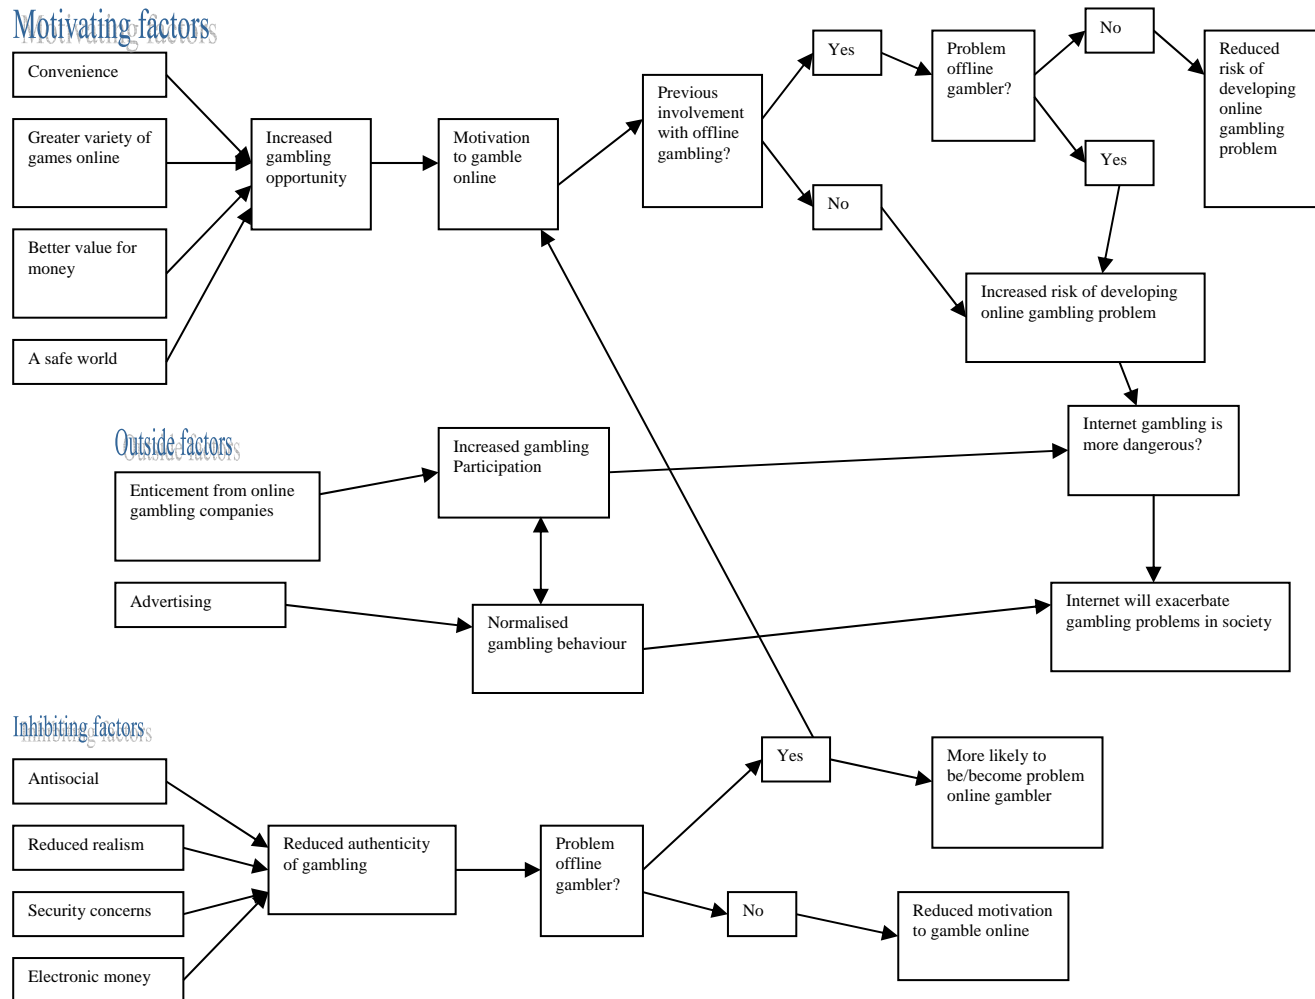 Motivating factors
Convenience
Greater variety of
games online
Better value for
money
A safe world
Increased
gambling
opportunity
Motivation
to gamble
online
Previous
involvement
with offline
gambling?
Yes
No
Problem
offline
gambler?
No
Yes
Reduced
risk of
developing
online
gambling
problem
Increased risk of developing
online gambling problem
Outside factors
Enticement from online
gambling companies
Advertising
Increased gambling
Participation
Normalised
gambling behaviour
Internet gambling is
more dangerous?
Internet will exacerbate
gambling problems in society
Inhibiting factors
Antisocial
Reduced realism
Security concerns
Electronic money
Reduced authenticity
of gambling
Problem
offline
gambler?
Yes
No
More likely to
be/become problem
online gambler
Reduced motivation
to gamble online